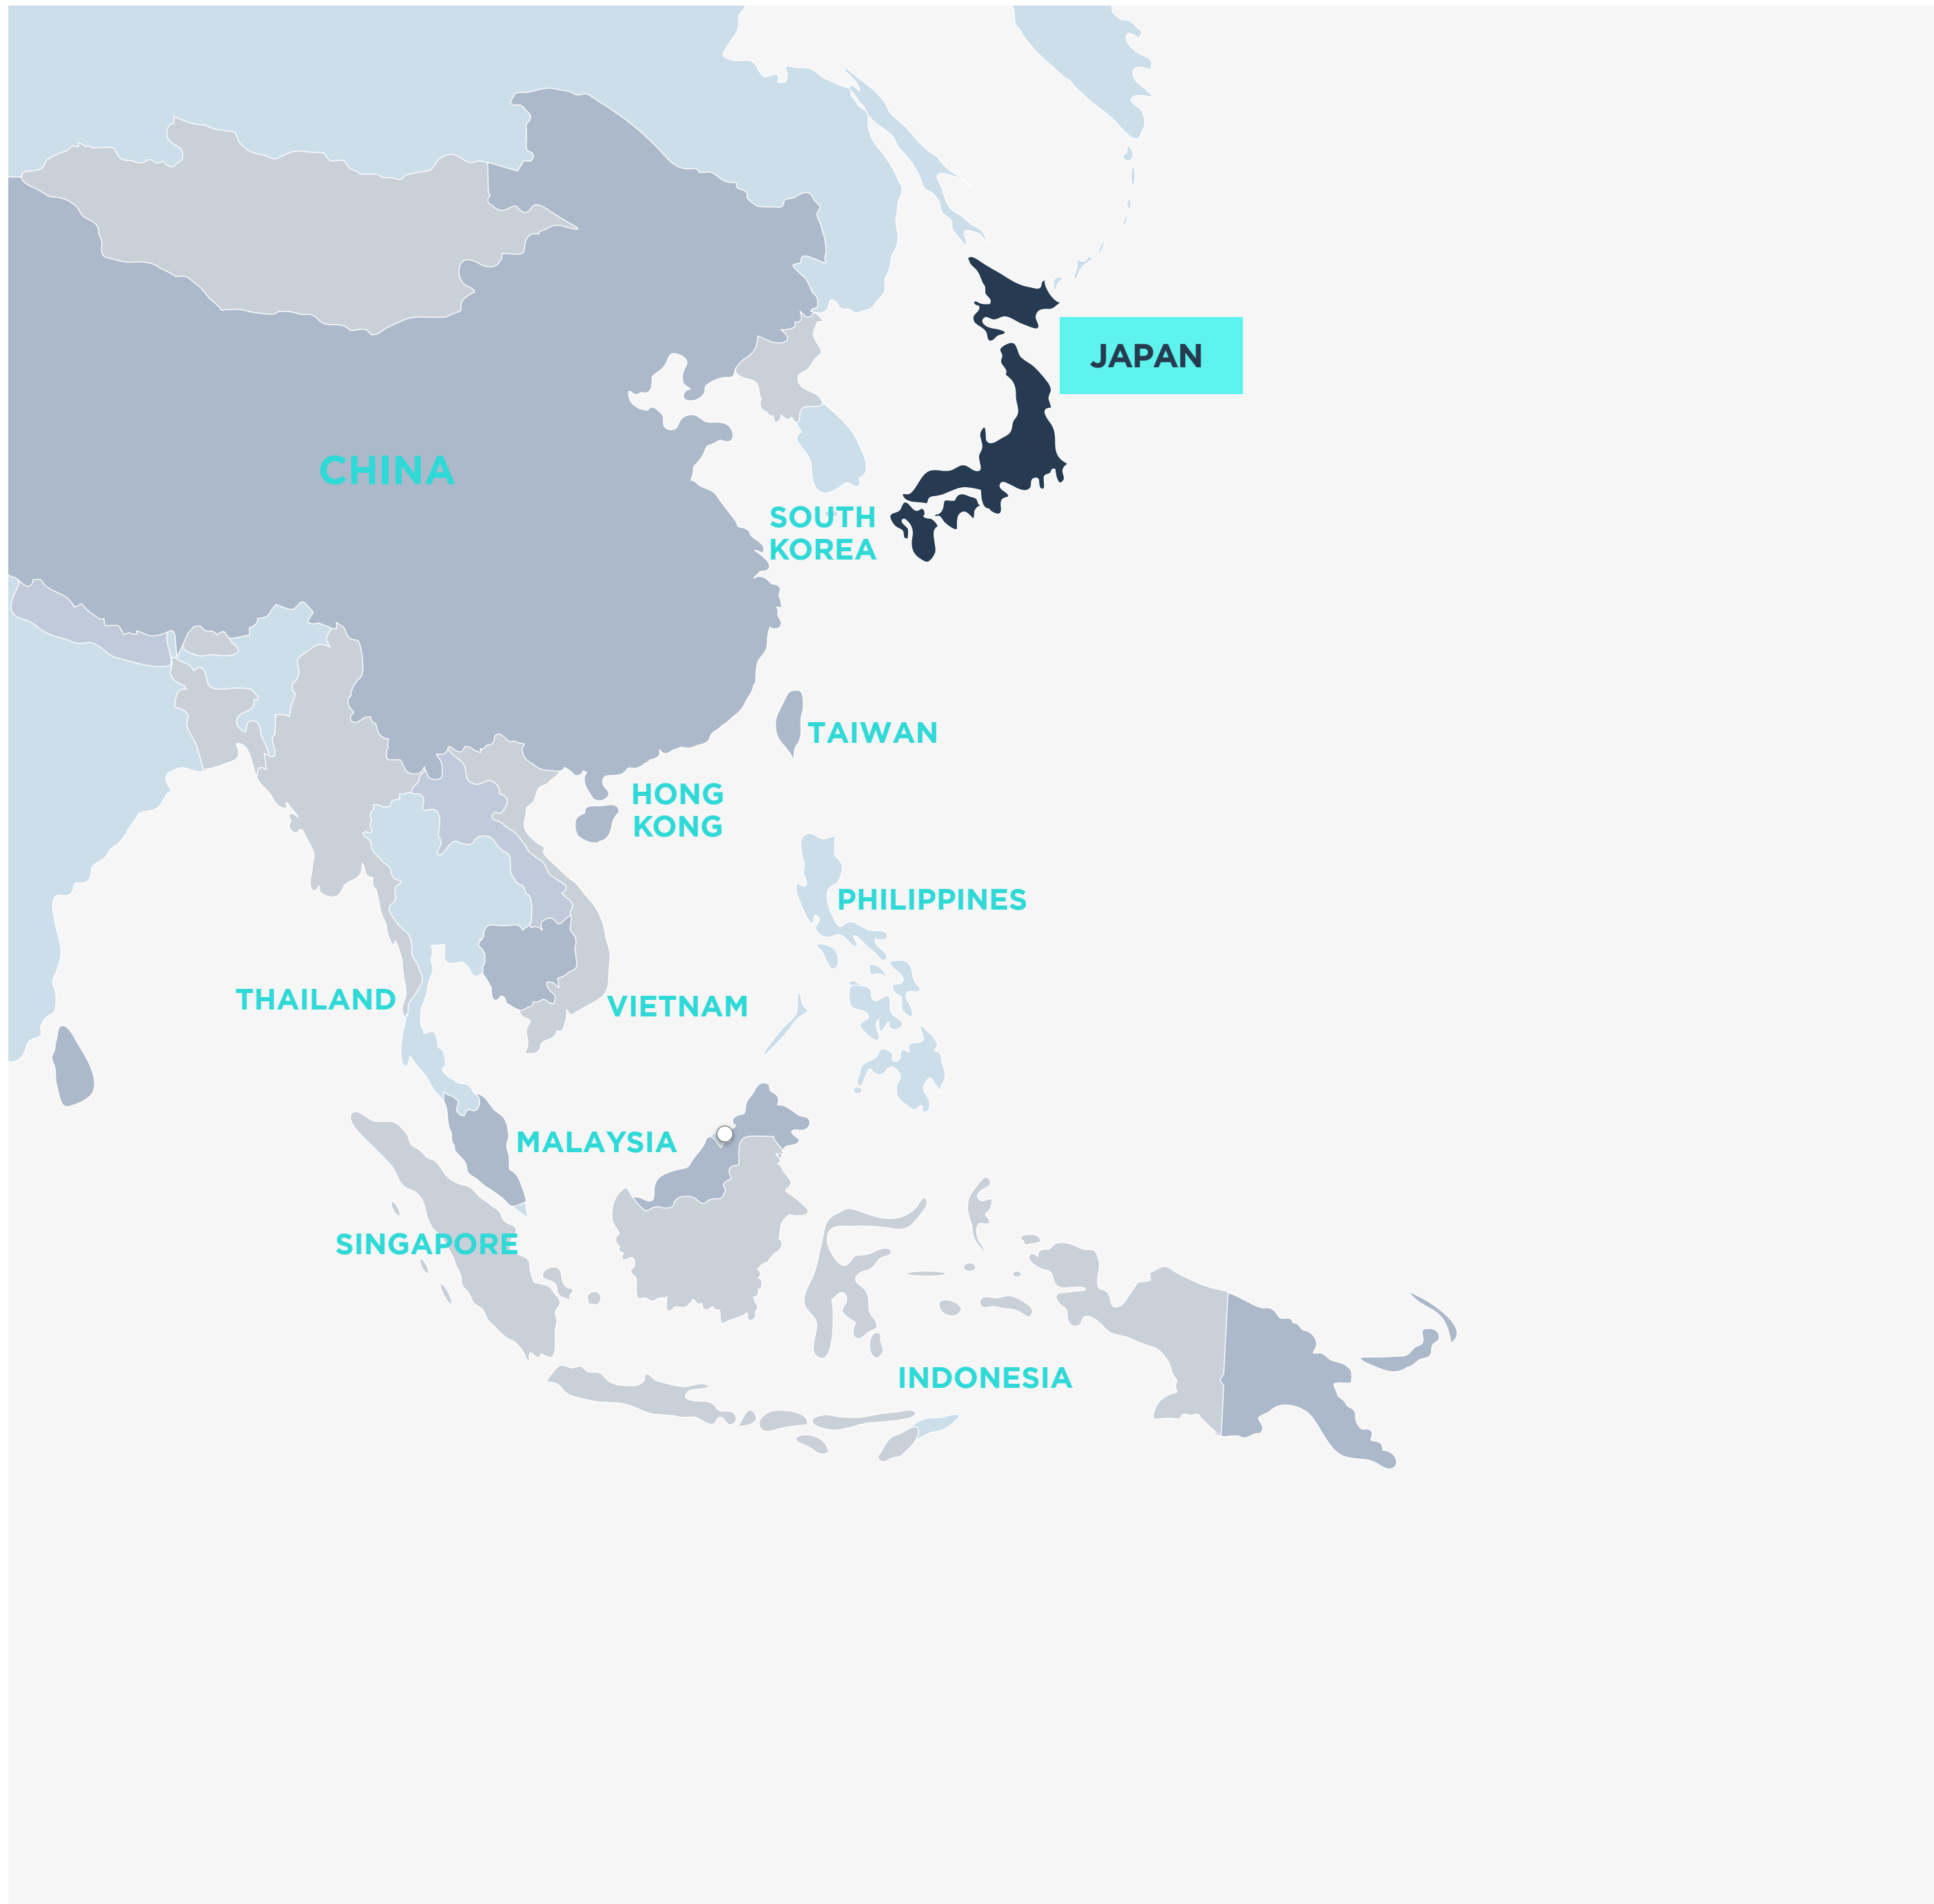 JAPAN
CHINA
SOUTH
KOREA
TAIWAN
HONG
KONG
PHILIPPINES
THAILAND
VIETNAM
MALAYSIA
SINGAPORE
INDONESIA